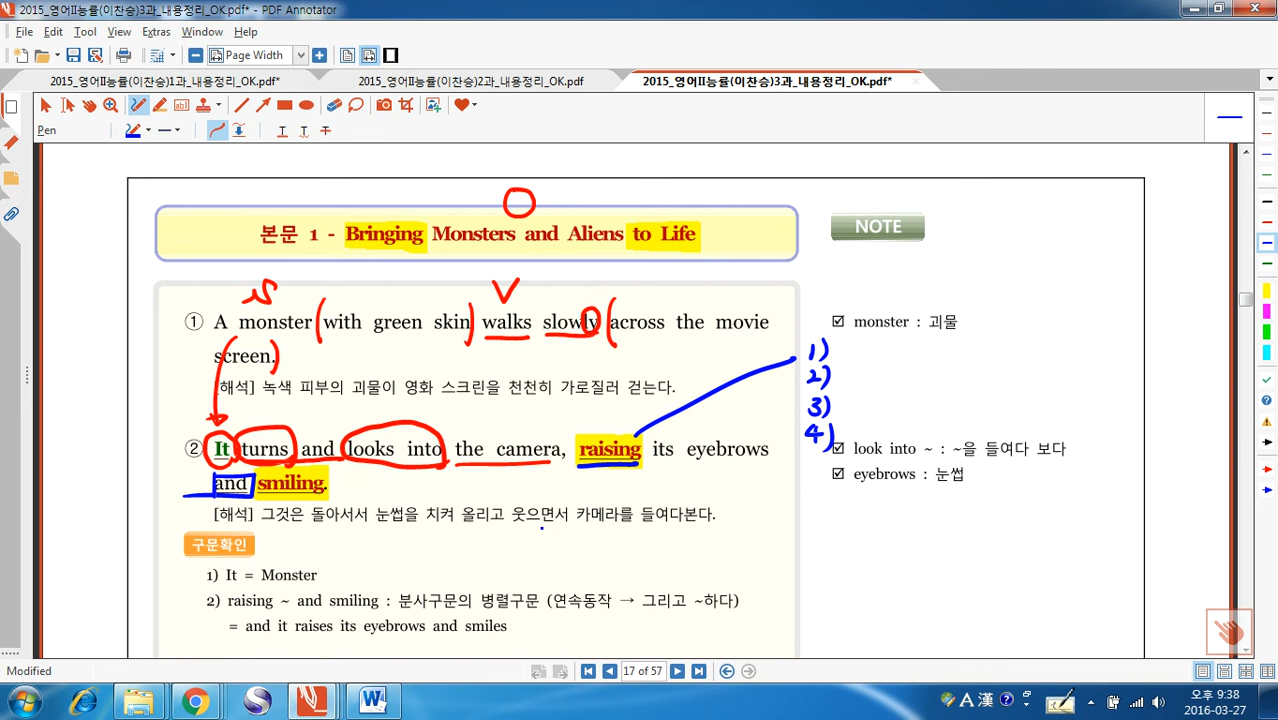 2015_영어II능률(이찬승)3과_내용정리_OK.pdf* - PDF Annotator
File Edit Tool View Extras Window Help
Page Width
2015_영어II능률(이찬승)1과_내용정리_OK.pdf* 2015_영어II능률(이찬승)2과_내용정리_OK.pdf 2015_영어II능률(이찬승)3과_내용정리_OK.pdf*
Pen
본문 1 - Bringing Monsters and Aliens to Life
NOTE
V
① A monster (with green skin) walks slowly (across the movie
screen.)
☑ monster : 괴물
[해석] 녹색 피부의 괴물이 영화 스크린을 천천히 가로질러 걷는다.
1)
2)
3)
4)
② It turns and looks into the camera, raising its eyebrows
and smiling.
☑ look into ~ : ~을 들여다 보다
☑ eyebrows : 눈썹
[해석] 그것은 돌아서서 눈썹을 치켜 올리고 웃으면서 카메라를 들여다본다.
구문확인
1) It = Monster
2) raising ~ and smiling : 분사구문의 병렬구문 (연속동작 → 그리고 ~하다)
= and it raises its eyebrows and smiles
Modified 17 of 57
A 漢
오후 9:38
2016-03-27